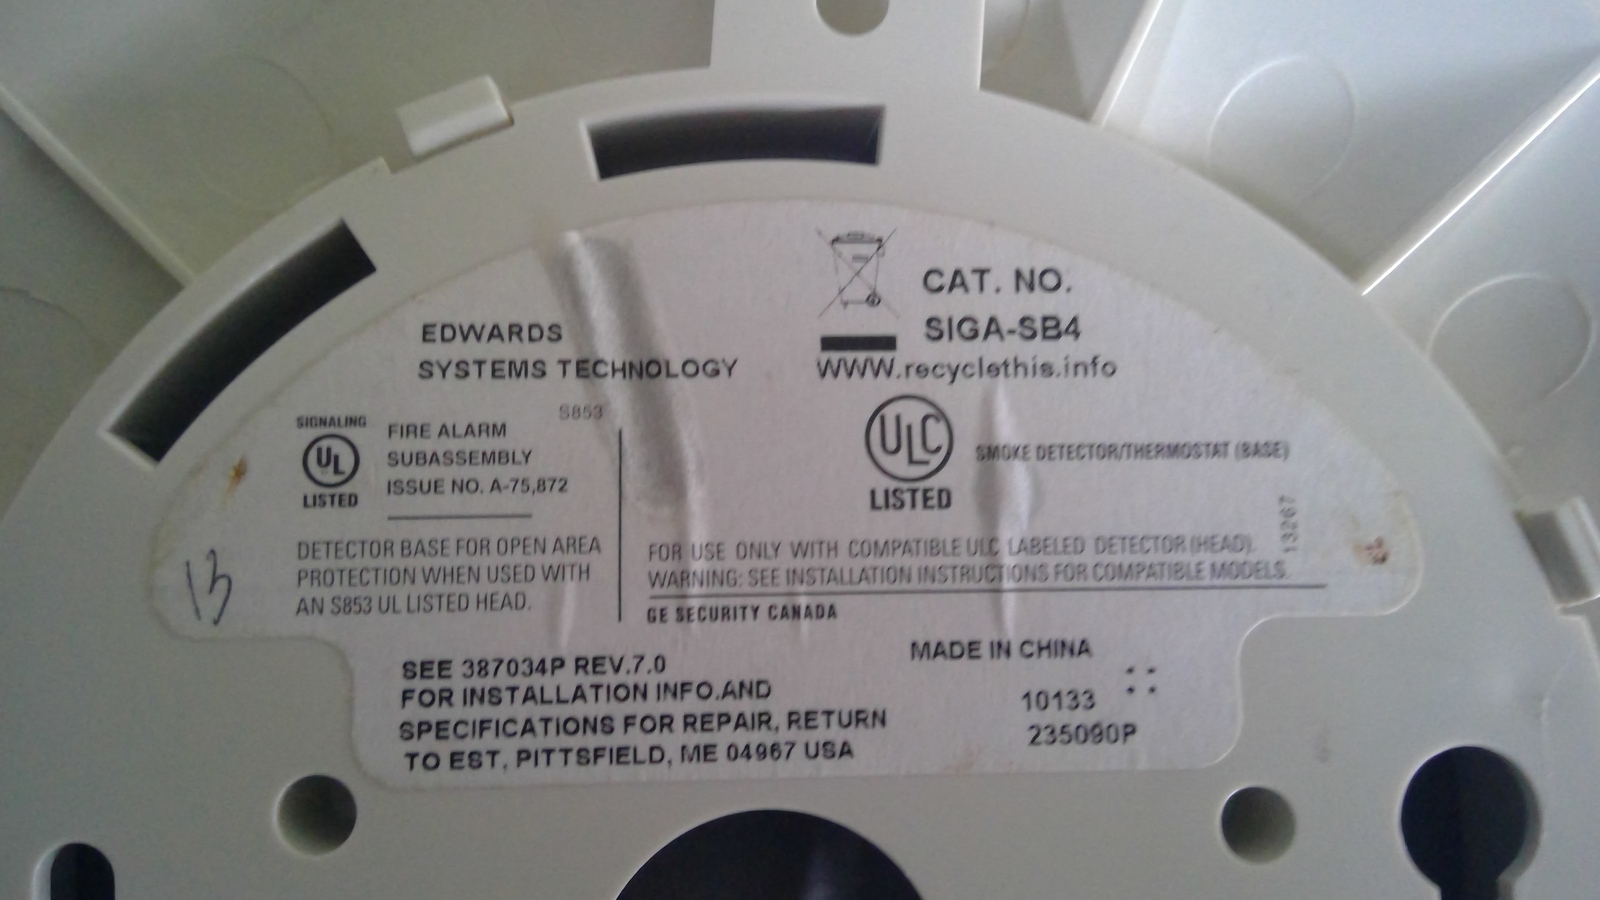 CAT. NO.
SIGA-SB4
WWW.recyclethis.info
EDWARDS
SYSTEMS TECHNOLOGY
S853
SIGNALING
UL
LISTED
FIRE ALARM
SUBASSEMBLY
ISSUE NO. A-75,872
DETECTOR BASE FOR OPEN AREA
PROTECTION WHEN USED WITH
AN S853 UL LISTED HEAD.
ULC
LISTED
SMOKE DETECTOR/THERMOSTAT (BASE)
13267
FOR USE ONLY WITH COMPATIBLE ULC LABELED DETECTOR (HEAD).
WARNING: SEE INSTALLATION INSTRUCTIONS FOR COMPATIBLE MODELS.
GE SECURITY CANADA
13
SEE 387034P REV.7.0
FOR INSTALLATION INFO.AND
SPECIFICATIONS FOR REPAIR, RETURN
TO EST, PITTSFIELD, ME 04967 USA
MADE IN CHINA
10133
235090P